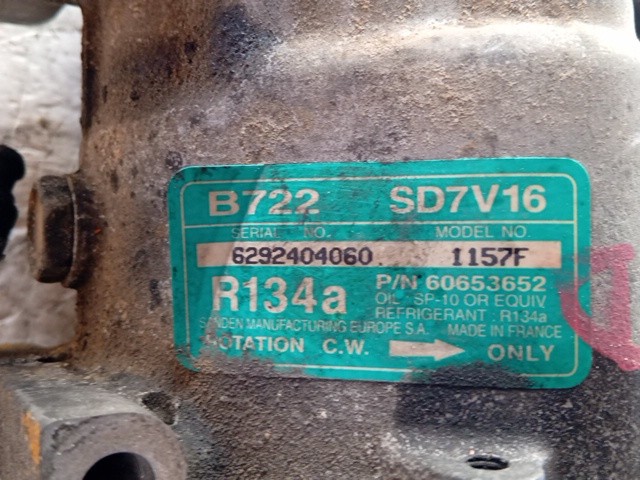 B722 SD7V16
SERIAL NO. MODEL NO.
6292404060. 1157F
R134a P/N 60653652
OIL SP-10 OR EQUIV
REFRIGERANT : R134a
SANDEN MANUFACTURING EUROPE S.A. MADE IN FRANCE
ROTATION C.W. ONLY